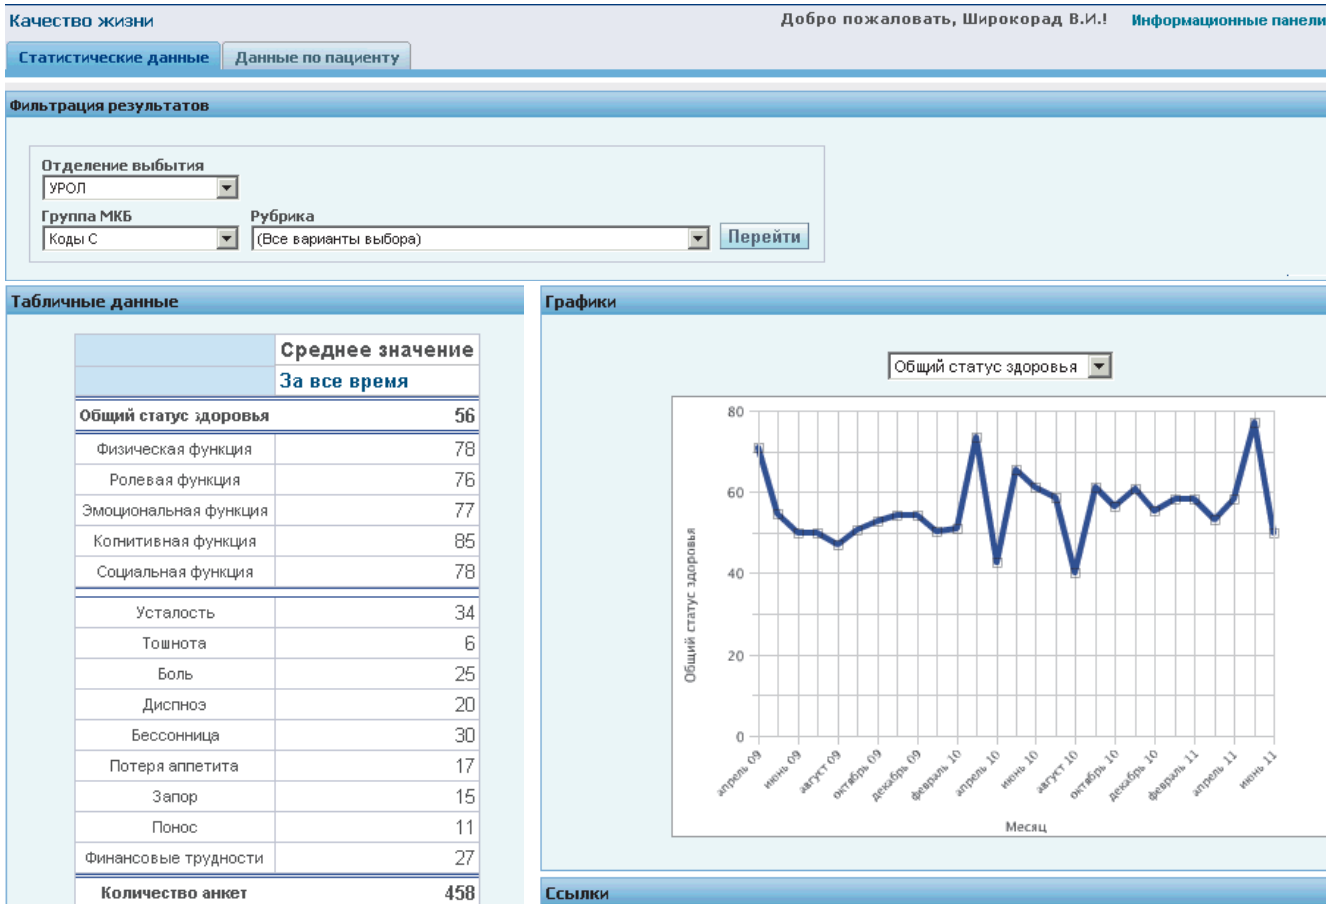 Качество жизни
Добро пожаловать, Широкорад В.И.! Информационные панели
Статистические данные Данные по пациенту
Фильтрация результатов
Отделение выбытия
УРОЛ
Группа МКБ Рубрика
Коды С (Все варианты выбора) Перейти
Табличные данные
Среднее значение
За все время
Общий статус здоровья 56
Физическая функция 78
Ролевая функция 76
Эмоциональная функция 77
Когнитивная функция 85
Социальная функция 78
Усталость 34
Тошнота 6
Боль 25
Диспноэ 20
Бессонница 30
Потеря аппетита 17
Запор 15
Понос 11
Финансовые трудности 27
Количество анкет 458
Графики
Общий статус здоровья
80
60
40
20
0
Общий статус здоровья
апрель 09 июнь 09 август 09 октябрь 09 декабрь 09 февраль 10 апрель 10 июнь 10 август 10 октябрь 10 декабрь 10 февраль 11 апрель 11 июнь 11
Месяц
Ссылки